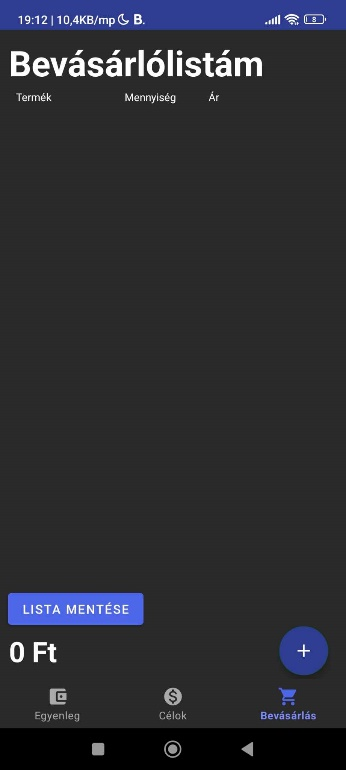 19:12 | 10,4KB/mp B. 8
Bevásárlólistám
Termék Mennyiség Ár
LISTA MENTÉSE
0 Ft
+
Egyenleg Célok Bevásárlás